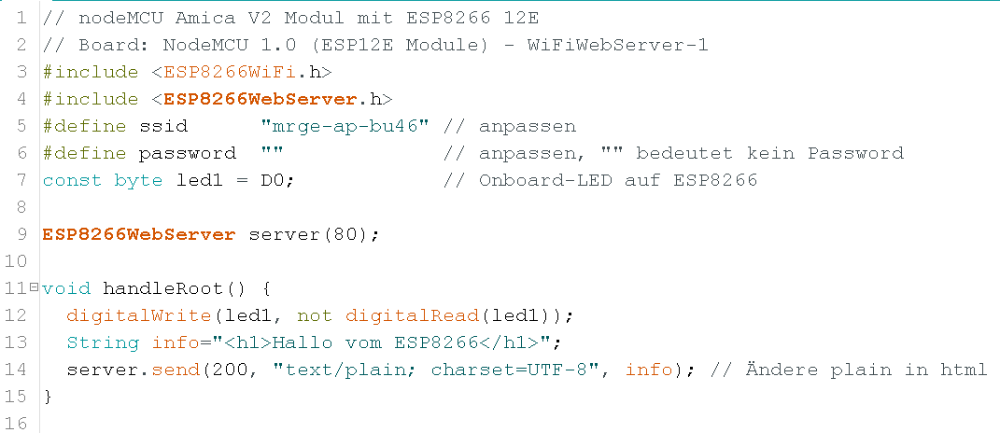 1 // nodeMCU Amica V2 Modul mit ESP8266 12E
2 // Board: NodeMCU 1.0 (ESP12E Module) - WiFiWebServer-1
3 #include <ESP8266WiFi.h>
4 #include <ESP8266WebServer.h>
5 #define ssid      "mrge-ap-bu46" // anpassen
6 #define password  ""             // anpassen, "" bedeutet kein Password
7 const byte led1 = D0;            // Onboard-LED auf ESP8266
8
9 ESP8266WebServer server(80);
10
11 void handleRoot() {
12   digitalWrite(led1, not digitalRead(led1));
13   String info="<h1>Hallo vom ESP8266</h1>";
14   server.send(200, "text/plain; charset=UTF-8", info); // Ändere plain in html
15 }
16